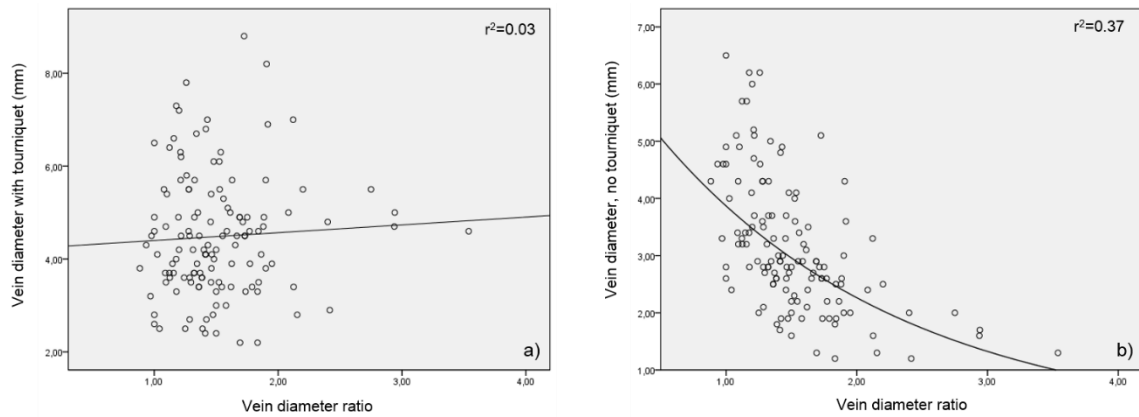 r²=0.03
Vein diameter with tourniquet (mm)
8,00
6,00
4,00
2,00
a)
1,00 2,00 3,00 4,00
Vein diameter ratio
r²=0.37
Vein diameter, no tourniquet (mm)
7,00
6,00
5,00
4,00
3,00
2,00
1,00
b)
1,00 2,00 3,00 4,00
Vein diameter ratio